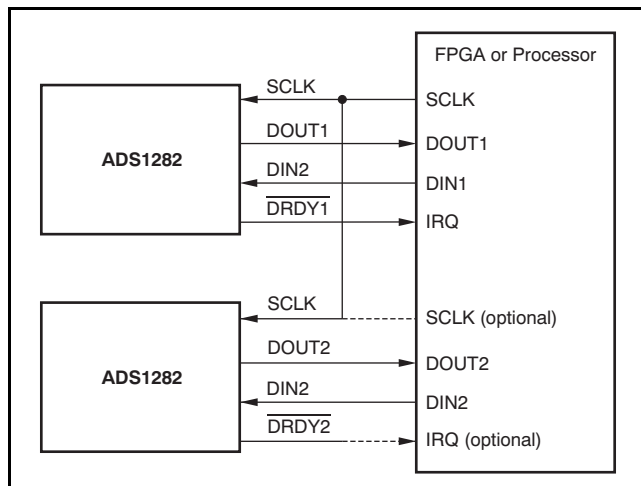 FPGA or Processor
SCLK
SCLK
DOUT1
DOUT1
ADS1282
DIN2
DIN1
DRDY1
IRQ
SCLK
SCLK (optional)
DOUT2
DOUT2
ADS1282
DIN2
DIN2
DRDY2
IRQ (optional)